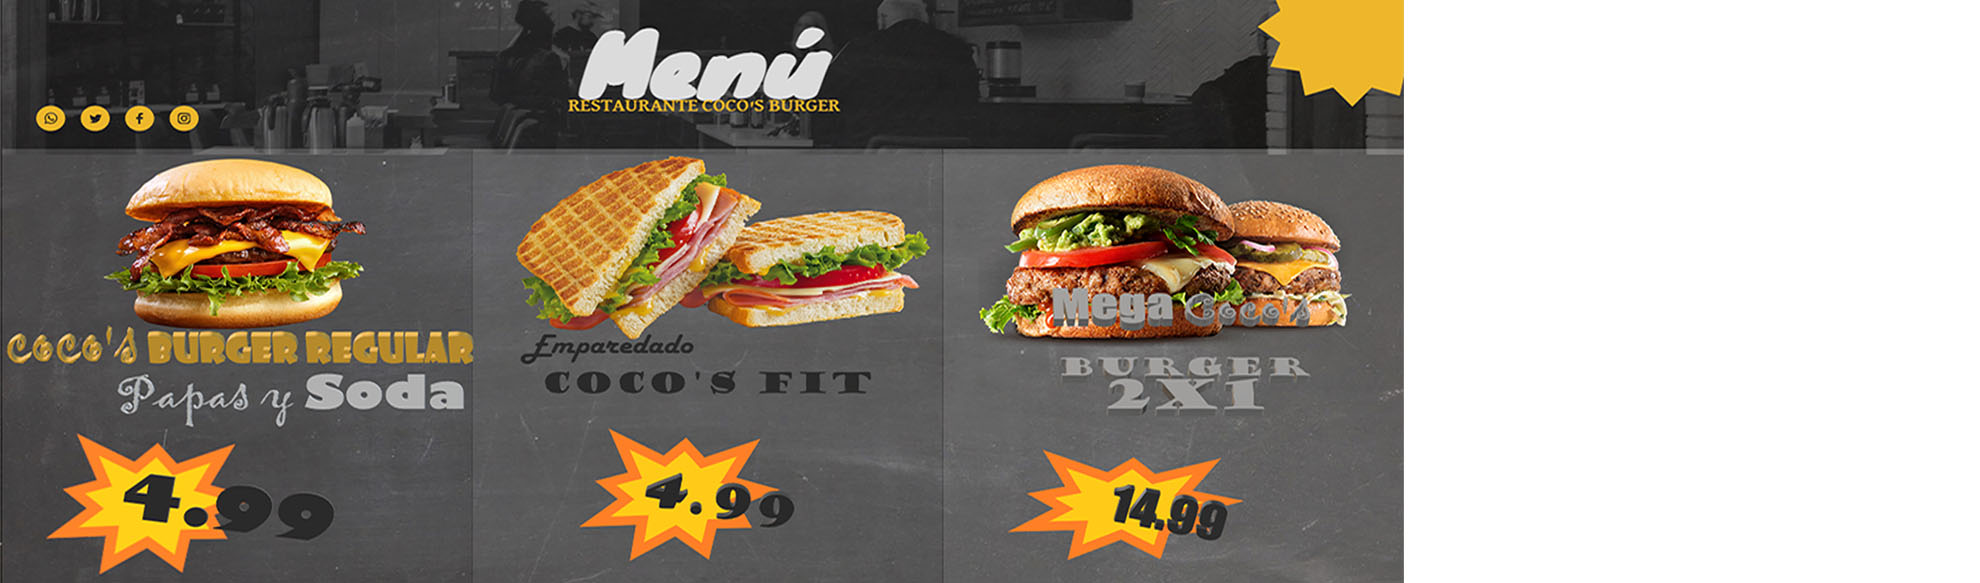 Menú
RESTAURANTE COCO'S BURGER
COCO'S BURGER REGULAR
Papas y Soda
4.99
Emparedado
COCO'S FIT
4.99
Mega Coco's
BURGER
2X1
14.99